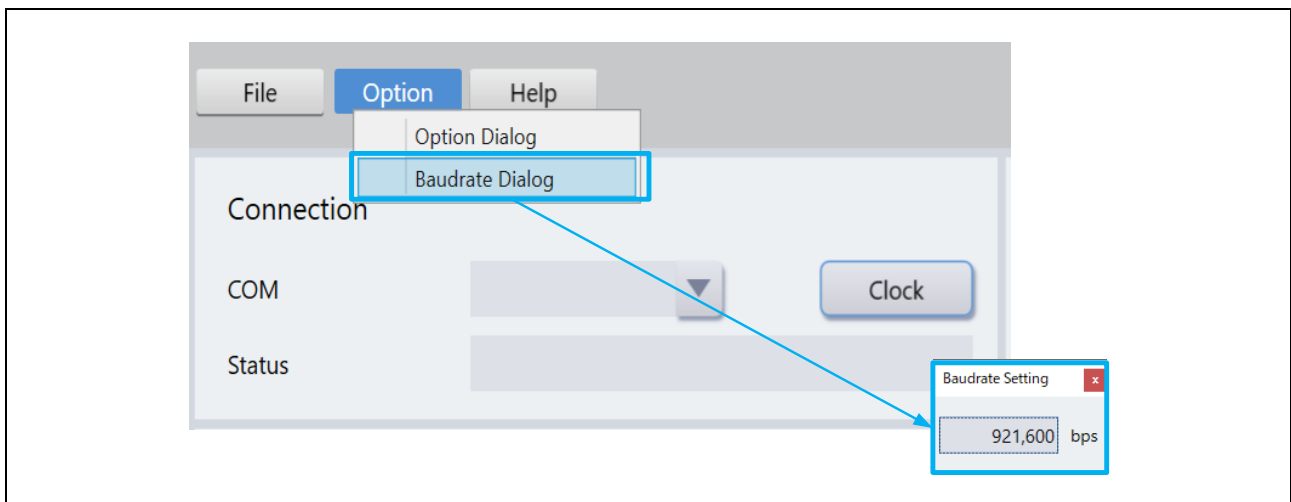 File Option Help
Option Dialog
Baudrate Dialog
Connection
COM Clock
Status
Baudrate Setting x
921,600 bps